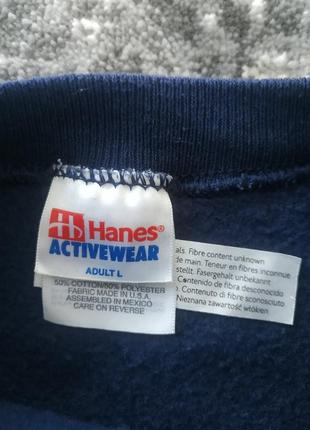 Hanes®
ACTIVEWEAR
ADULT L
50% COTTON/50% POLYESTER
FABRIC MADE IN U.S.A.
ASSEMBLED IN MEXICO
CARE ON REVERSE
als. Fibre content unknown
de main. Teneur en fibres inconnue
stellt. Fasergehalt unbekannt
. Contenido de fibra desconocido
. Contenuto di fibra sconosciuto
Nieznana zawartość włókien